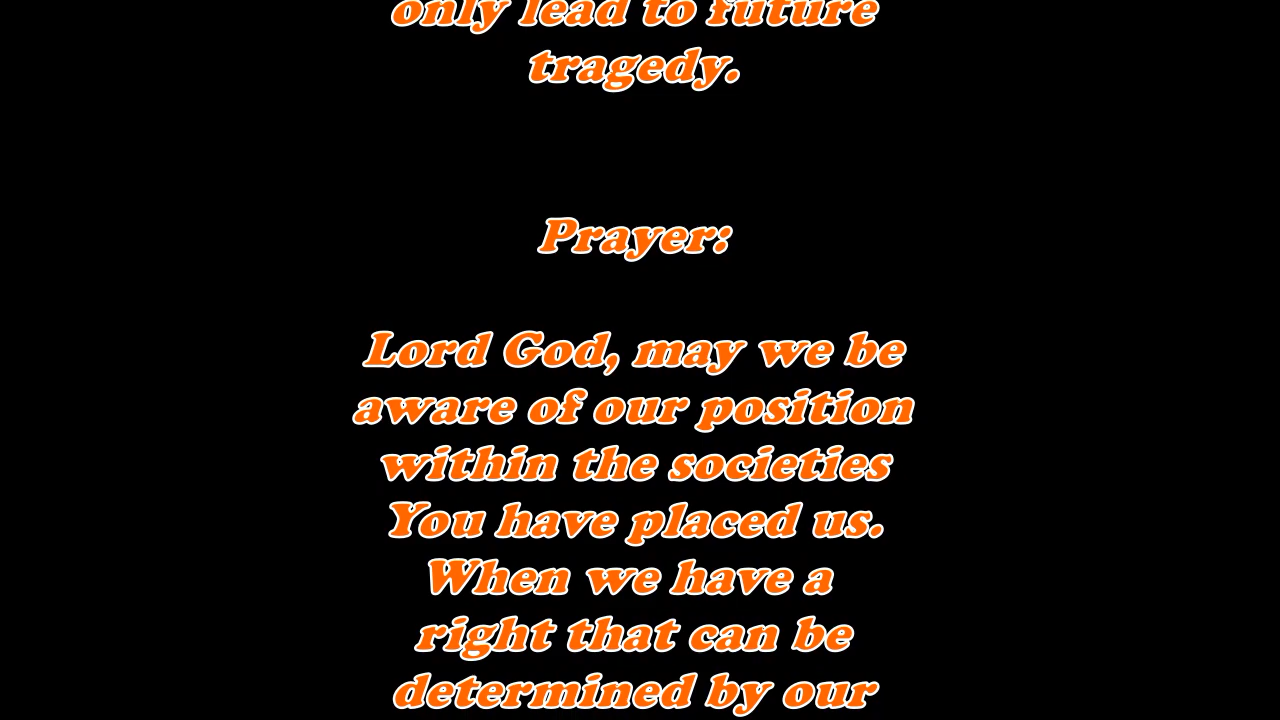 only lead to future
tragedy.
Prayer:
Lord God, may we be
aware of our position
within the societies
You have placed us.
When we have a
right that can be
determined by our